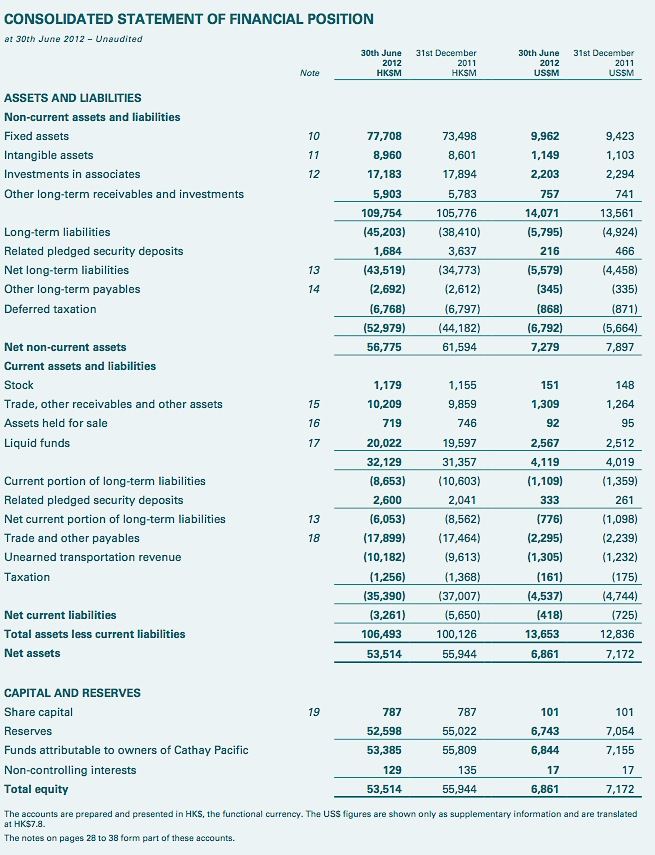 CONSOLIDATED STATEMENT OF FINANCIAL POSITION
at 30th June 2012 – Unaudited
30th June 31st December 30th June 31st December
2012 2011 2012 2011
Note HK$M HK$M US$M US$M
ASSETS AND LIABILITIES
Non-current assets and liabilities
Fixed assets 10 77,708 73,498 9,962 9,423
Intangible assets 11 8,960 8,601 1,149 1,103
Investments in associates 12 17,183 17,894 2,203 2,294
Other long-term receivables and investments 5,903 5,783 757 741
109,754 105,776 14,071 13,561
Long-term liabilities (45,203) (38,410) (5,795) (4,924)
Related pledged security deposits 1,684 3,637 216 466
Net long-term liabilities 13 (43,519) (34,773) (5,579) (4,458)
Other long-term payables 14 (2,692) (2,612) (345) (335)
Deferred taxation (6,768) (6,797) (868) (871)
(52,979) (44,182) (6,792) (5,664)
Net non-current assets 56,775 61,594 7,279 7,897
Current assets and liabilities
Stock 1,179 1,155 151 148
Trade, other receivables and other assets 15 10,209 9,859 1,309 1,264
Assets held for sale 16 719 746 92 95
Liquid funds 17 20,022 19,597 2,567 2,512
32,129 31,357 4,119 4,019
Current portion of long-term liabilities (8,653) (10,603) (1,109) (1,359)
Related pledged security deposits 2,600 2,041 333 261
Net current portion of long-term liabilities 13 (6,053) (8,562) (776) (1,098)
Trade and other payables 18 (17,899) (17,464) (2,295) (2,239)
Unearned transportation revenue (10,182) (9,613) (1,305) (1,232)
Taxation (1,256) (1,368) (161) (175)
(35,390) (37,007) (4,537) (4,744)
Net current liabilities (3,261) (5,650) (418) (725)
Total assets less current liabilities 106,493 100,126 13,653 12,836
Net assets 53,514 55,944 6,861 7,172
CAPITAL AND RESERVES
Share capital 19 787 787 101 101
Reserves 52,598 55,022 6,743 7,054
Funds attributable to owners of Cathay Pacific 53,385 55,809 6,844 7,155
Non-controlling interests 129 135 17 17
Total equity 53,514 55,944 6,861 7,172
The accounts are prepared and presented in HK$, the functional currency. The US$ figures are shown only as supplementary information and are translated
at HK$7.8.
The notes on pages 28 to 38 form part of these accounts.